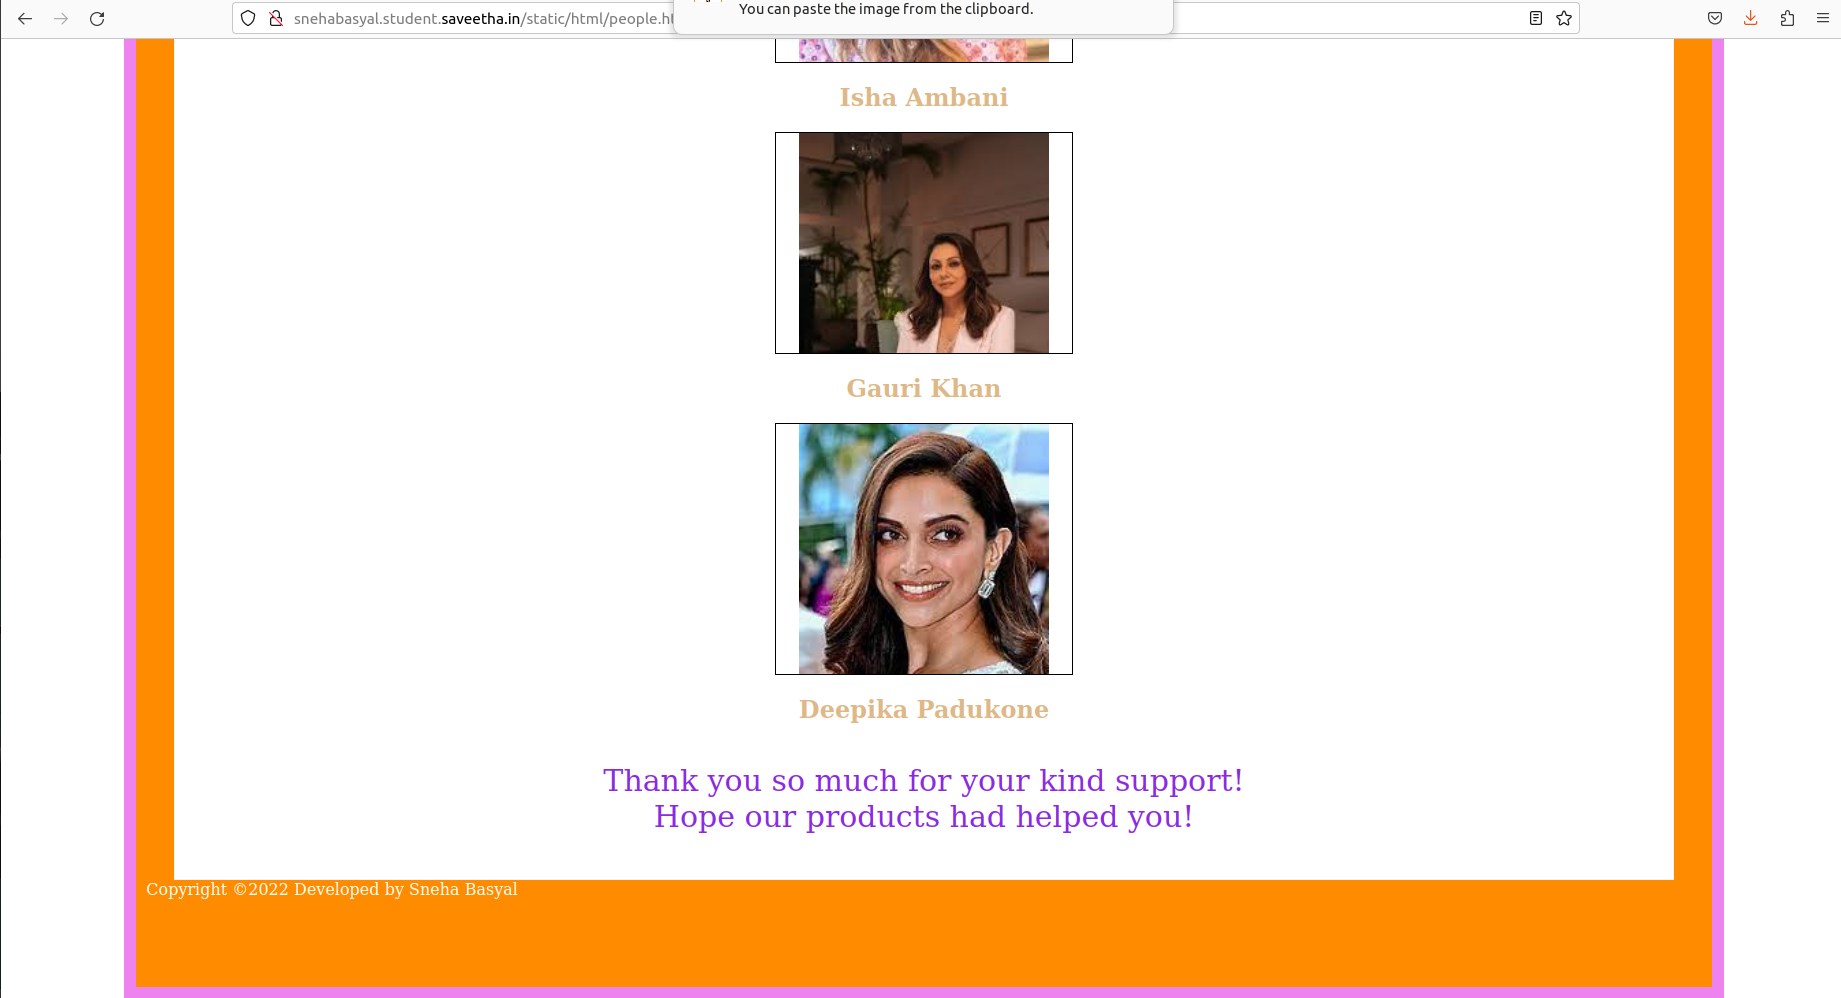 You can paste the image from the clipboard.
snehabasyal.student.saveetha.in/static/html/people.h
Isha Ambani
Gauri Khan
Deepika Padukone
Thank you so much for your kind support!
Hope our products had helped you!
Copyright ©2022 Developed by Sneha Basyal